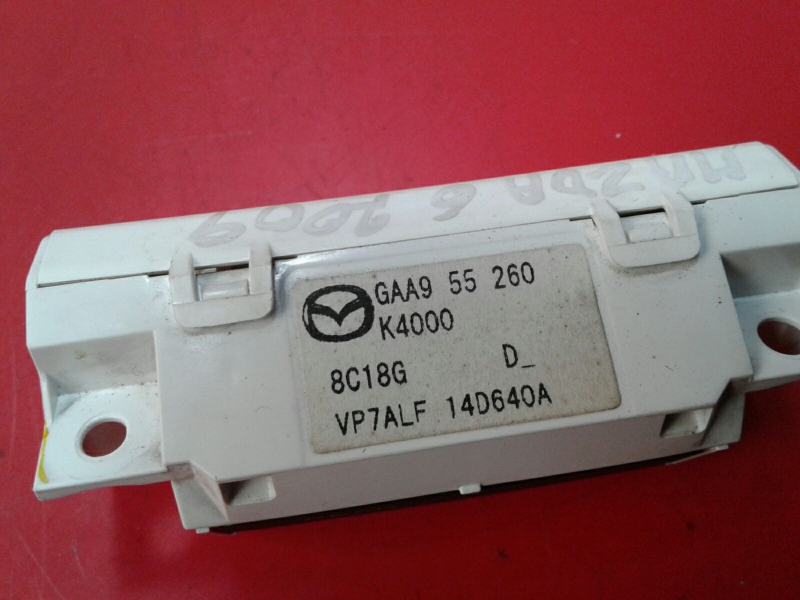 MAZDA 6 2009
GAA9 55 260
K4000
8C18G D_
VP7ALF 14D640A